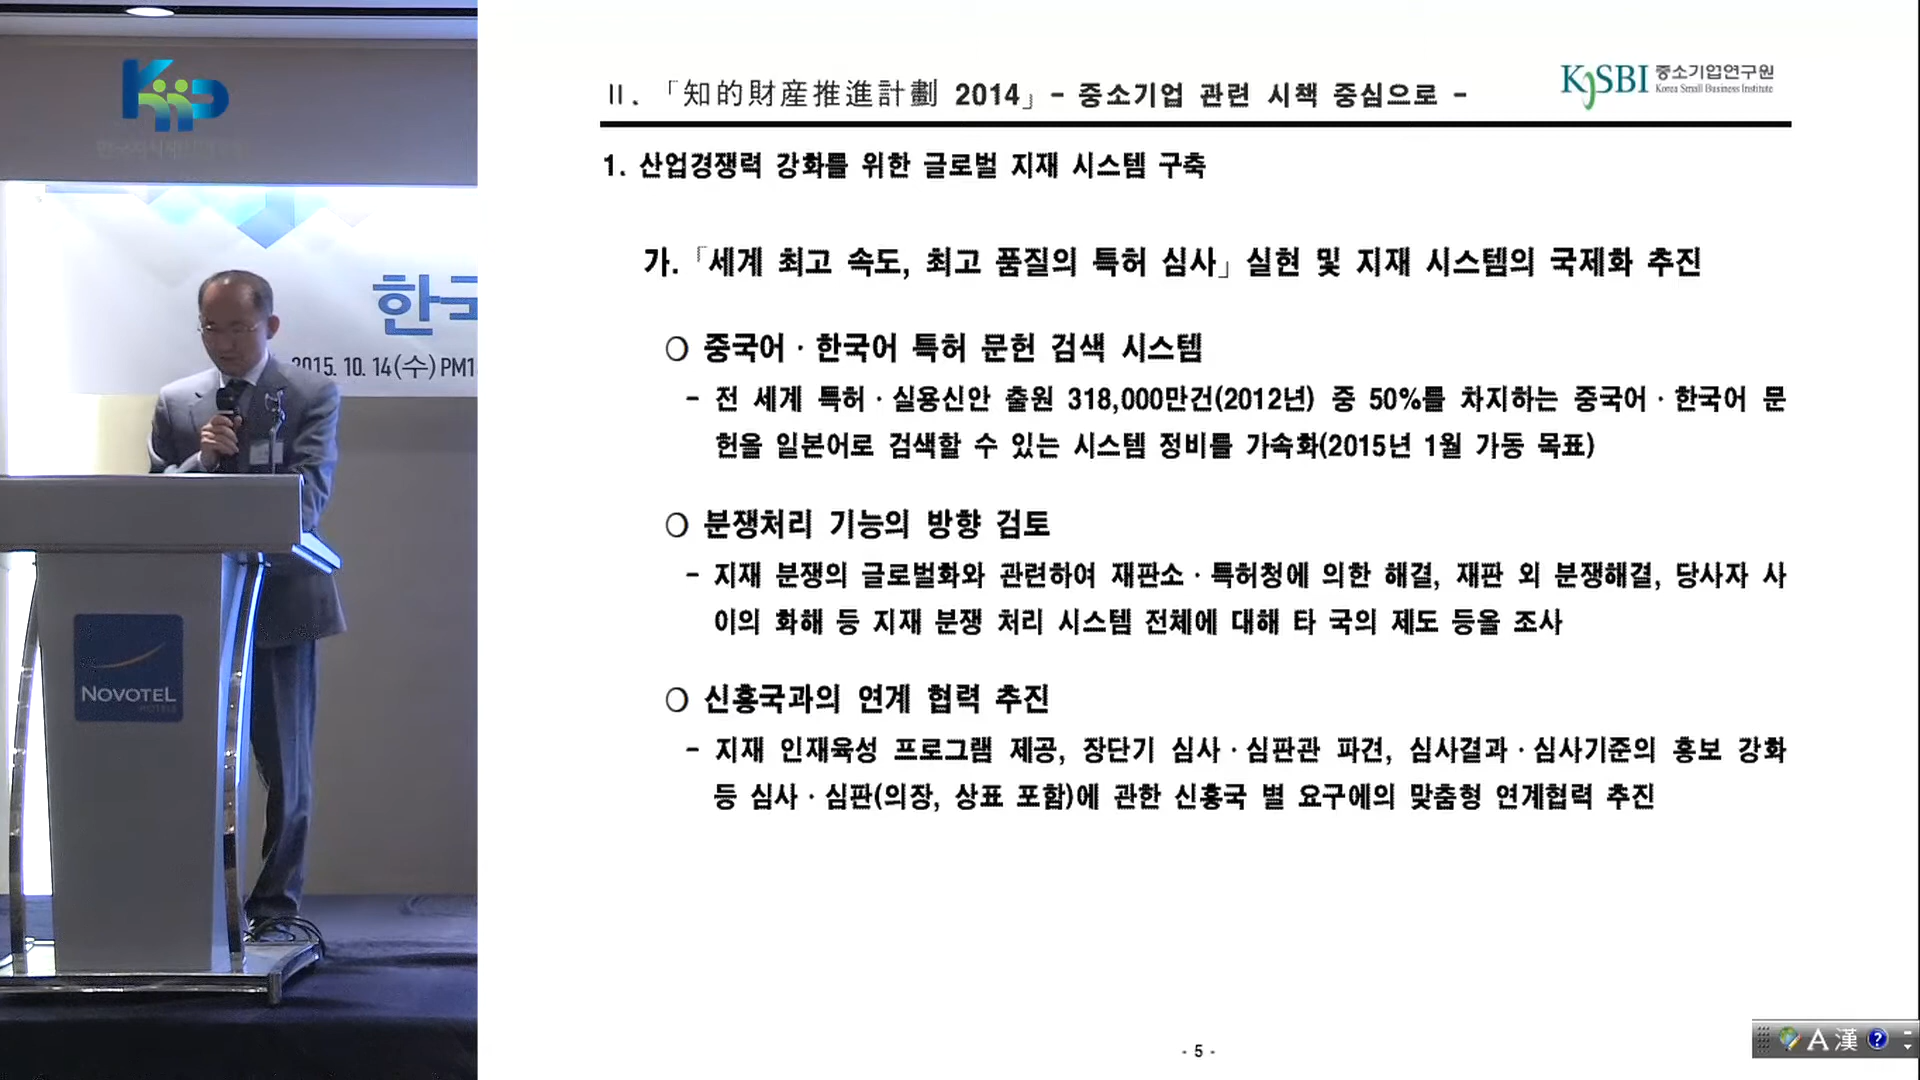 KiiP
한국
2015. 10. 14(수) PM1
NOVOTEL
HOTELS
Ⅱ. 「知的財産推進計劃 2014」- 중소기업 관련 시책 중심으로 -
KOSBI 중소기업연구원
Korea Small Business Institute
1. 산업경쟁력 강화를 위한 글로벌 지재 시스템 구축
가.「세계 최고 속도, 최고 품질의 특허 심사」실현 및 지재 시스템의 국제화 추진
○ 중국어·한국어 특허 문헌 검색 시스템
- 전 세계 특허·실용신안 출원 318,000만건(2012년) 중 50%를 차지하는 중국어·한국어 문
헌을 일본어로 검색할 수 있는 시스템 정비를 가속화(2015년 1월 가동 목표)
○ 분쟁처리 기능의 방향 검토
- 지재 분쟁의 글로벌화와 관련하여 재판소·특허청에 의한 해결, 재판 외 분쟁해결, 당사자 사
이의 화해 등 지재 분쟁 처리 시스템 전체에 대해 타 국의 제도 등을 조사
○ 신흥국과의 연계 협력 추진
- 지재 인재육성 프로그램 제공, 장단기 심사·심판관 파견, 심사결과·심사기준의 홍보 강화
등 심사·심판(의장, 상표 포함)에 관한 신흥국 별 요구에의 맞춤형 연계협력 추진
- 5 -
A 漢 ?